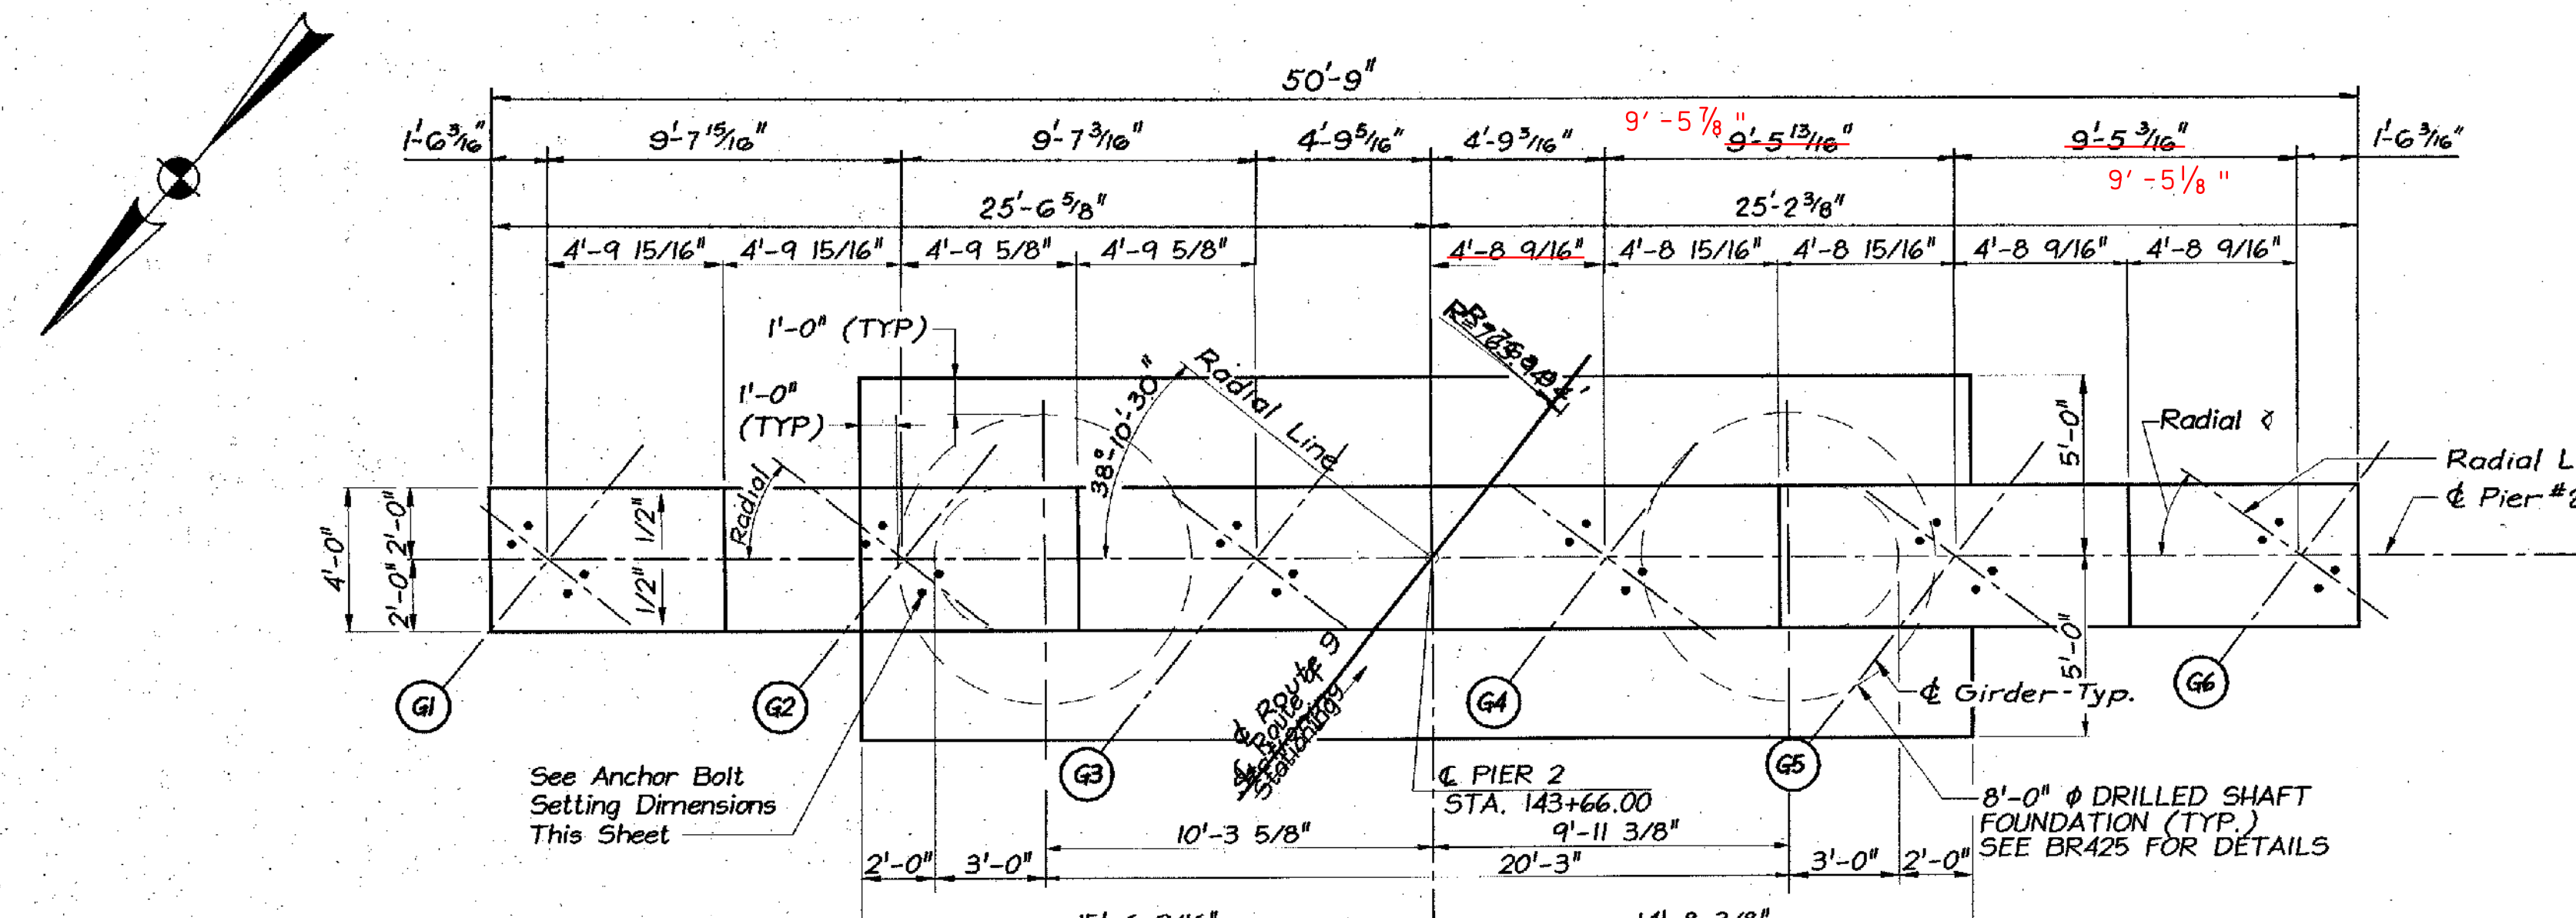 50'-9"
1'-6 3/16" 9'-7 15/16" 9'-7 3/16" 4'-9 5/16" 4'-9 3/16" 9'-5 7/8" 9'-5 13/16" 9'-5 3/16" 1'-6 3/16"
9'-5 1/8"
25'-6 5/8" 25'-2 3/8"
4'-9 15/16" 4'-9 15/16" 4'-9 5/8" 4'-9 5/8" 4'-8 9/16" 4'-8 15/16" 4'-8 15/16" 4'-8 9/16" 4'-8 9/16"
1'-0" (TYP)
1'-0"
(TYP)
38°-10'-30"
Radial Line
Radial
Radial
5'-0"
Radial L
℄ Pier #2
4'-0"
2'-0"
2'-0"
1/2"
1/2"
5'-0"
℄ Route 9
Stationing
G1
G2
G3
G4
G5
G6
℄ Girder-Typ.
See Anchor Bolt
Setting Dimensions
This Sheet
℄ PIER 2
STA. 143+66.00
8'-0" ϕ DRILLED SHAFT
FOUNDATION (TYP.)
SEE BR425 FOR DETAILS
10'-3 5/8" 9'-11 3/8"
2'-0" 3'-0" 20'-3" 3'-0" 2'-0"